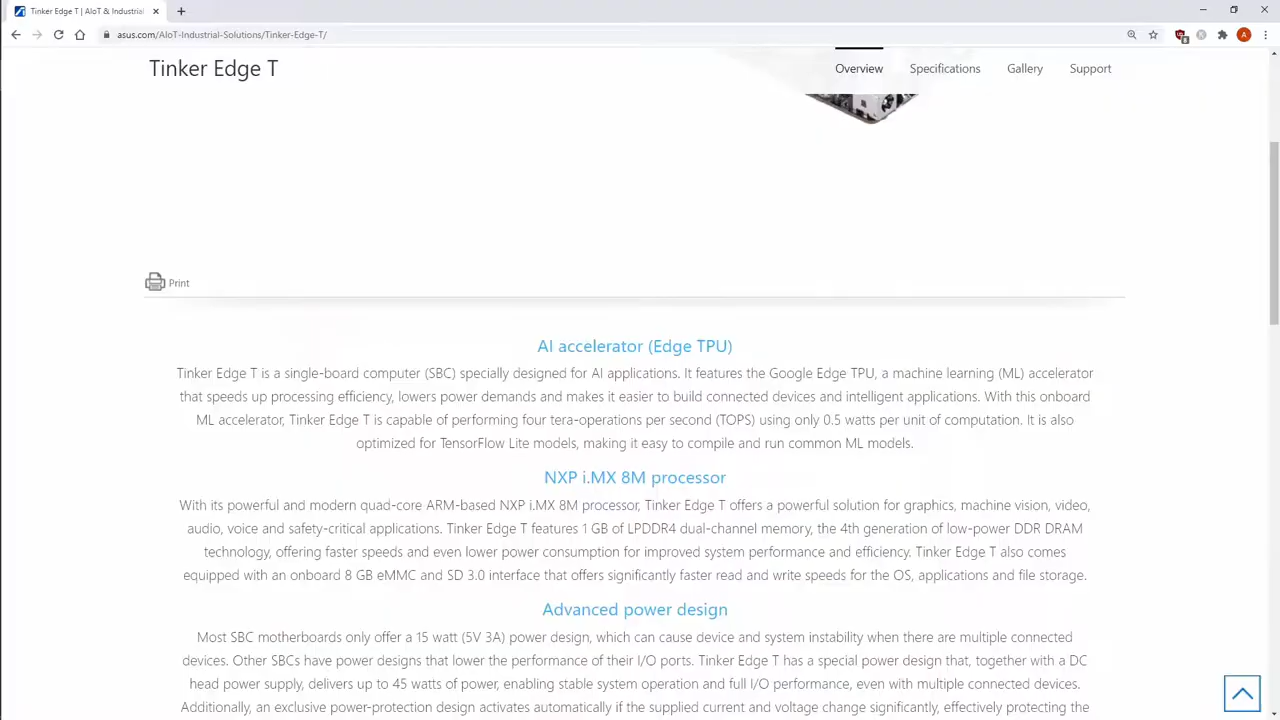 Tinker Edge T | AIoT & Industrial
asus.com/AIoT-Industrial-Solutions/Tinker-Edge-T/
A
Tinker Edge T
Overview
Specifications
Gallery
Support
Print
AI accelerator (Edge TPU)
Tinker Edge T is a single-board computer (SBC) specially designed for AI applications. It features the Google Edge TPU, a machine learning (ML) accelerator
that speeds up processing efficiency, lowers power demands and makes it easier to build connected devices and intelligent applications. With this onboard
ML accelerator, Tinker Edge T is capable of performing four tera-operations per second (TOPS) using only 0.5 watts per unit of computation. It is also
optimized for TensorFlow Lite models, making it easy to compile and run common ML models.
NXP i.MX 8M processor
With its powerful and modern quad-core ARM-based NXP i.MX 8M processor, Tinker Edge T offers a powerful solution for graphics, machine vision, video,
audio, voice and safety-critical applications. Tinker Edge T features 1 GB of LPDDR4 dual-channel memory, the 4th generation of low-power DDR DRAM
technology, offering faster speeds and even lower power consumption for improved system performance and efficiency. Tinker Edge T also comes
equipped with an onboard 8 GB eMMC and SD 3.0 interface that offers significantly faster read and write speeds for the OS, applications and file storage.
Advanced power design
Most SBC motherboards only offer a 15 watt (5V 3A) power design, which can cause device and system instability when there are multiple connected
devices. Other SBCs have power designs that lower the performance of their I/O ports. Tinker Edge T has a special power design that, together with a DC
head power supply, delivers up to 45 watts of power, enabling stable system operation and full I/O performance, even with multiple connected devices.
Additionally, an exclusive power-protection design activates automatically if the supplied current and voltage change significantly, effectively protecting the